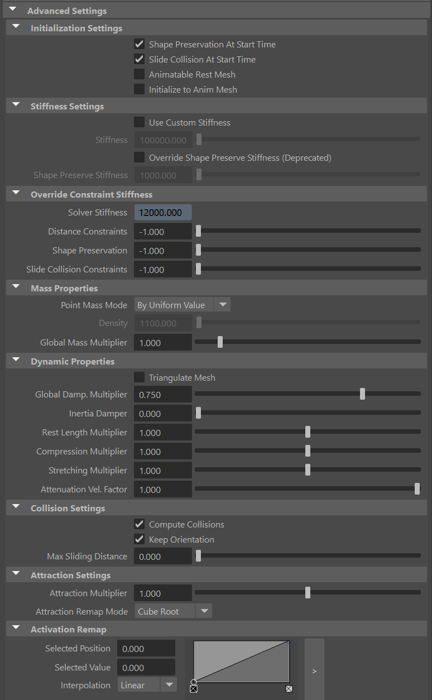 Advanced Settings
Initialization Settings
Shape Preservation At Start Time
Slide Collision At Start Time
Animatable Rest Mesh
Initialize to Anim Mesh
Stiffness Settings
Use Custom Stiffness
Stiffness 100000.000
Override Shape Preserve Stiffness (Deprecated)
Shape Preserve Stiffness 1000.000
Override Constraint Stiffness
Solver Stiffness 12000.000
Distance Constraints -1.000
Shape Preservation -1.000
Slide Collision Constraints -1.000
Mass Properties
Point Mass Mode By Uniform Value
Density 1100.000
Global Mass Multiplier 1.000
Dynamic Properties
Triangulate Mesh
Global Damp. Multiplier 0.750
Inertia Damper 0.000
Rest Length Multiplier 1.000
Compression Multiplier 1.000
Stretching Multiplier 1.000
Attenuation Vel. Factor 1.000
Collision Settings
Compute Collisions
Keep Orientation
Max Sliding Distance 0.000
Attraction Settings
Attraction Multiplier 1.000
Attraction Remap Mode Cube Root
Activation Remap
Selected Position 0.000
Selected Value 0.000
Interpolation Linear
>